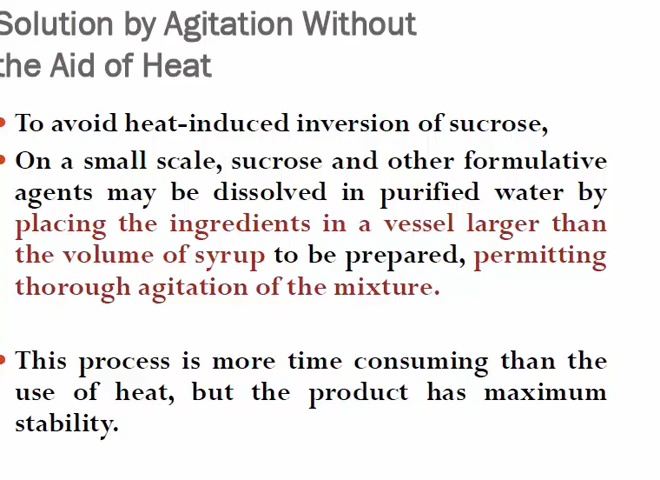 Solution by Agitation Without
the Aid of Heat
• To avoid heat-induced inversion of sucrose,
• On a small scale, sucrose and other formulative
agents may be dissolved in purified water by
placing the ingredients in a vessel larger than
the volume of syrup to be prepared, permitting
thorough agitation of the mixture.
• This process is more time consuming than the
use of heat, but the product has maximum
stability.